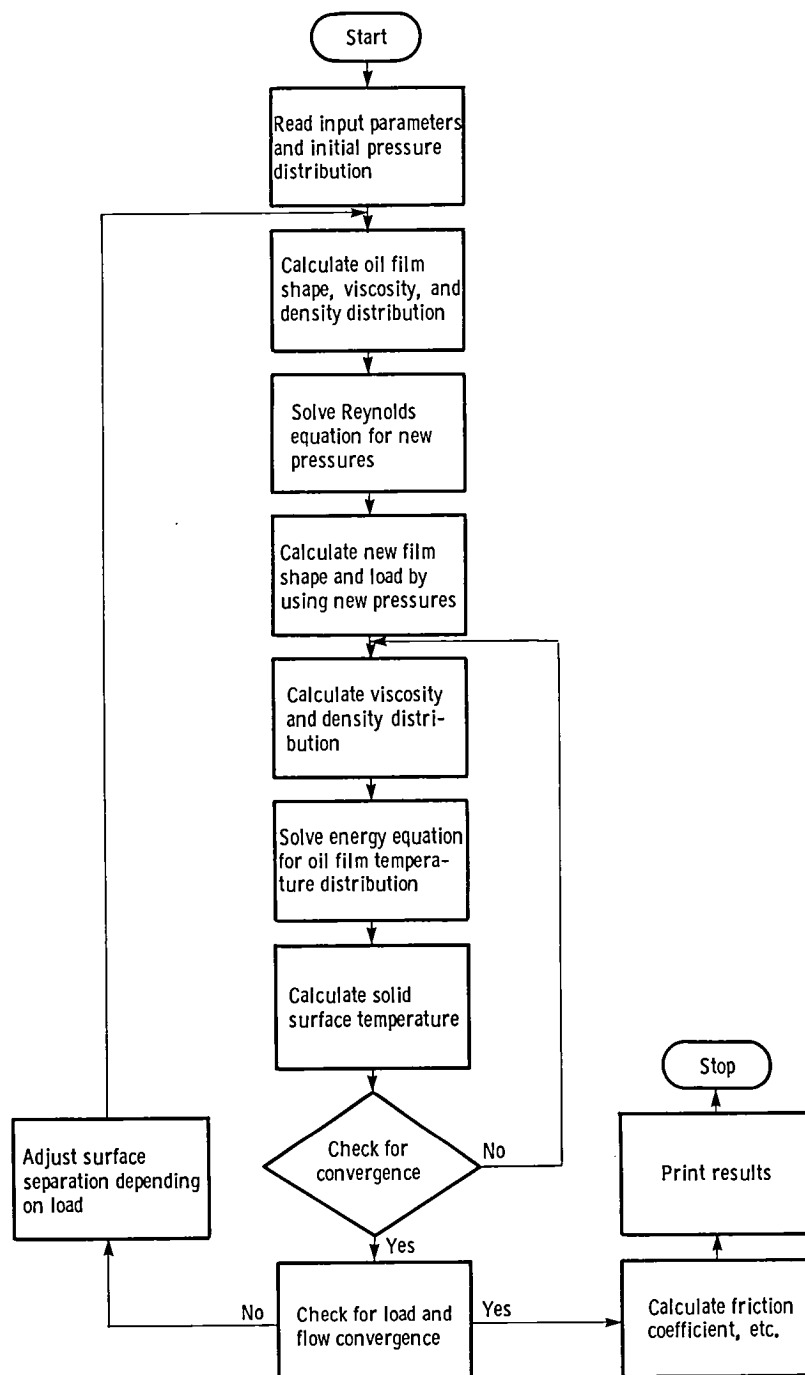 Start
Read input parameters
and initial pressure
distribution
Calculate oil film
shape, viscosity, and
density distribution
Solve Reynolds
equation for new
pressures
Calculate new film
shape and load by
using new pressures
Calculate viscosity
and density distri-
bution
Solve energy equation
for oil film tempera-
ture distribution
Calculate solid
surface temperature
Check for
convergence
No
Yes
Check for load and
flow convergence
No
Adjust surface
separation depending
on load
Yes
Calculate friction
coefficient, etc.
Print results
Stop